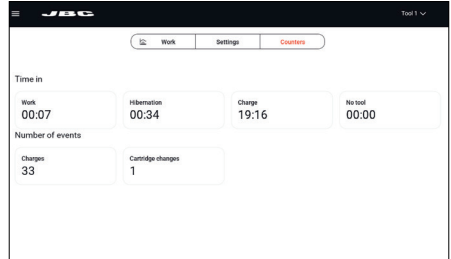 JBC
Tool 1
Work Settings Counters
Time in
Work Hibernation Charge No tool
00:07 00:34 19:16 00:00
Number of events
Charges Cartridge changes
33 1